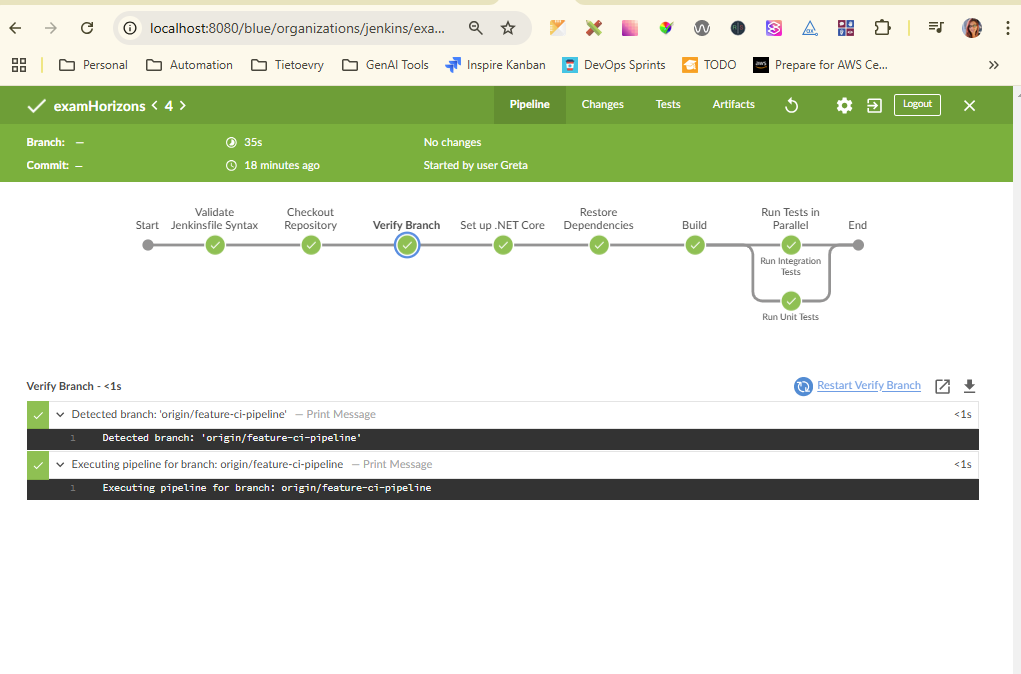 localhost:8080/blue/organizations/jenkins/exa...
Personal
Automation
Tietoevry
GenAI Tools
Inspire Kanban
DevOps Sprints
TODO
aws
Prepare for AWS Ce...
examHorizons < 4 >
Pipeline
Changes
Tests
Artifacts
Logout
Branch: —
35s
No changes
Commit: —
18 minutes ago
Started by user Greta
Start
Validate
Jenkinsfile Syntax
Checkout
Repository
Verify Branch
Set up .NET Core
Restore
Dependencies
Build
Run Tests in
Parallel
End
Run Integration
Tests
Run Unit Tests
Verify Branch - <1s
Restart Verify Branch
Detected branch: 'origin/feature-ci-pipeline' — Print Message
<1s
1 Detected branch: 'origin/feature-ci-pipeline'
Executing pipeline for branch: origin/feature-ci-pipeline — Print Message
<1s
1 Executing pipeline for branch: origin/feature-ci-pipeline